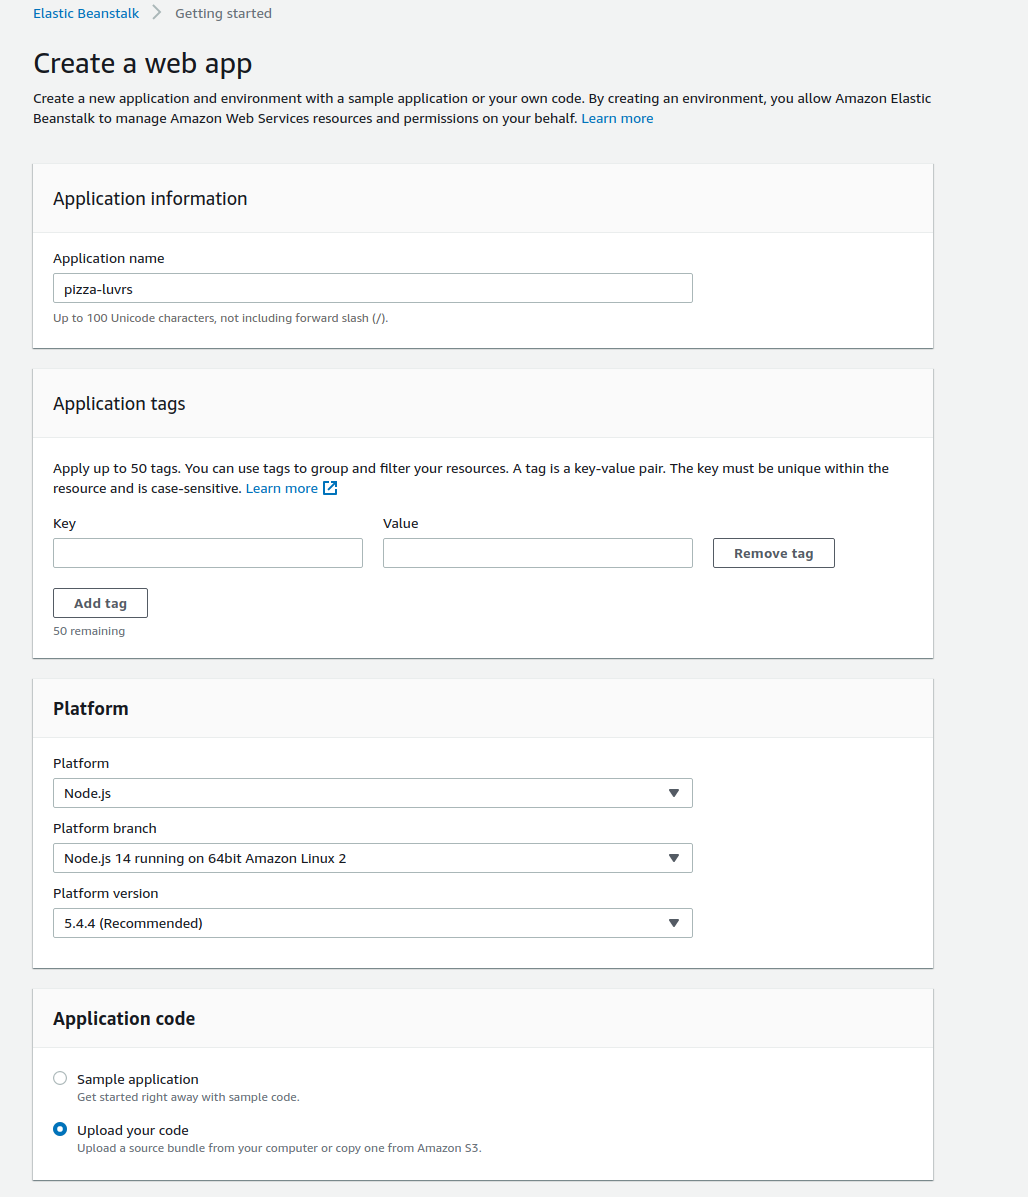 Elastic Beanstalk > Getting started
Create a web app
Create a new application and environment with a sample application or your own code. By creating an environment, you allow Amazon Elastic
Beanstalk to manage Amazon Web Services resources and permissions on your behalf. Learn more
Application information
Application name
pizza-luvrs
Up to 100 Unicode characters, not including forward slash (/).
Application tags
Apply up to 50 tags. You can use tags to group and filter your resources. A tag is a key-value pair. The key must be unique within the
resource and is case-sensitive. Learn more
Key Value
Remove tag
Add tag
50 remaining
Platform
Platform
Node.js
Platform branch
Node.js 14 running on 64bit Amazon Linux 2
Platform version
5.4.4 (Recommended)
Application code
Sample application
Get started right away with sample code.
Upload your code
Upload a source bundle from your computer or copy one from Amazon S3.